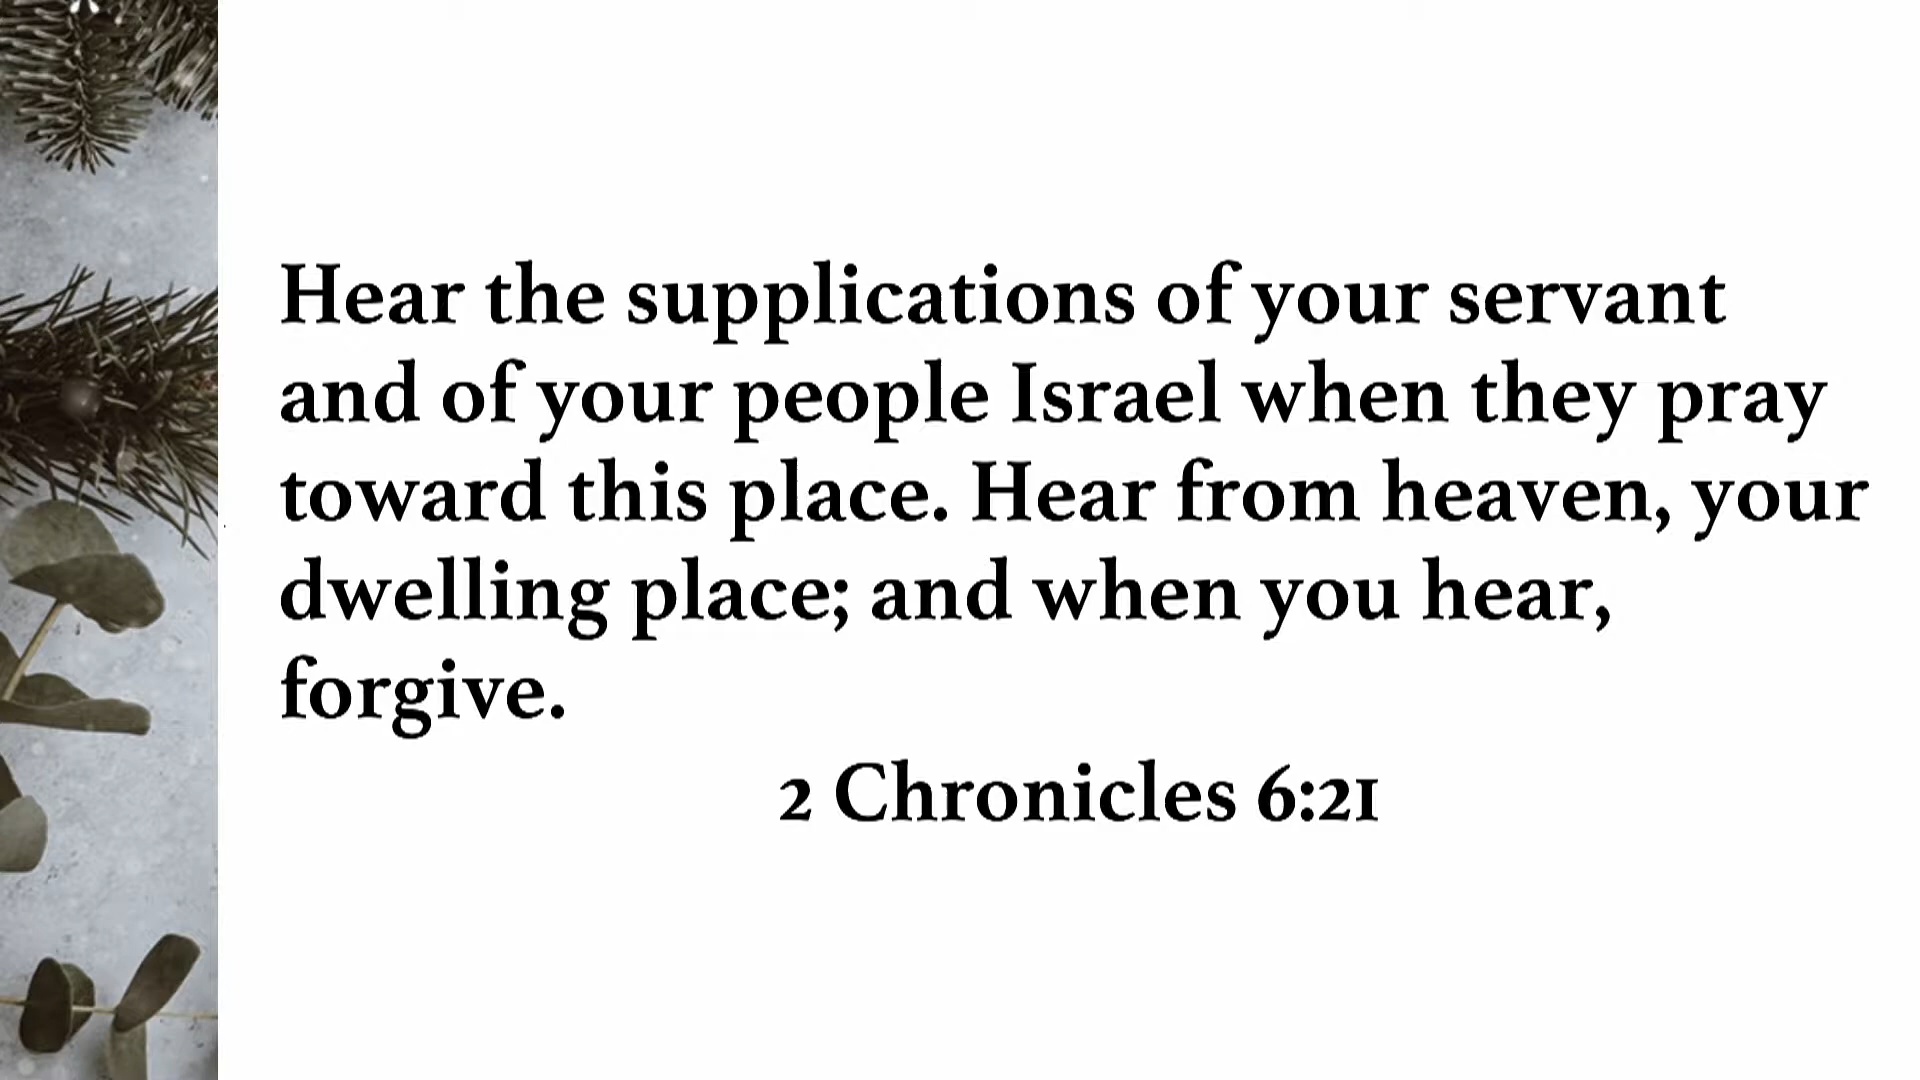 Hear the supplications of your servant
and of your people Israel when they pray
toward this place. Hear from heaven, your
dwelling place; and when you hear,
forgive.
2 Chronicles 6:21